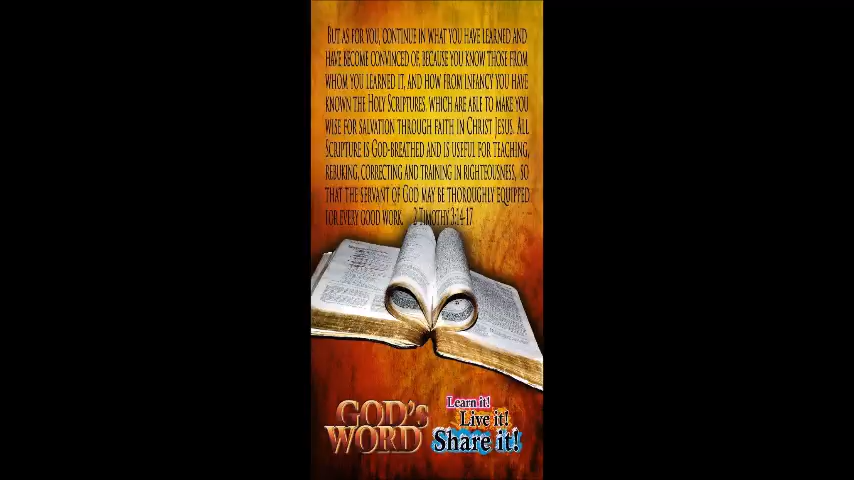 BUT AS FOR YOU, CONTINUE IN WHAT YOU HAVE LEARNED AND
HAVE BECOME CONVINCED OF, BECAUSE YOU KNOW THOSE FROM
WHOM YOU LEARNED IT, AND HOW FROM INFANCY YOU HAVE
KNOWN THE HOLY SCRIPTURES, WHICH ARE ABLE TO MAKE YOU
WISE FOR SALVATION THROUGH FAITH IN CHRIST JESUS. ALL
SCRIPTURE IS GOD-BREATHED AND IS USEFUL FOR TEACHING,
REBUKING, CORRECTING AND TRAINING IN RIGHTEOUSNESS, SO
THAT THE SERVANT OF GOD MAY BE THOROUGHLY EQUIPPED
FOR EVERY GOOD WORK. 2 TIMOTHY 3:14-17
GOD'S
WORD
Learn it!
Live it!
Share it!